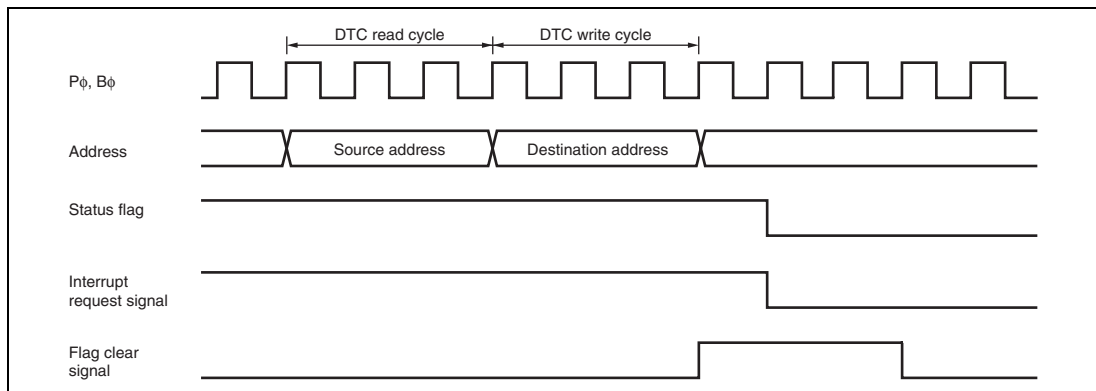 DTC read cycle
DTC write cycle
Pϕ, Bϕ
Address
Source address
Destination address
Status flag
Interrupt
request signal
Flag clear
signal